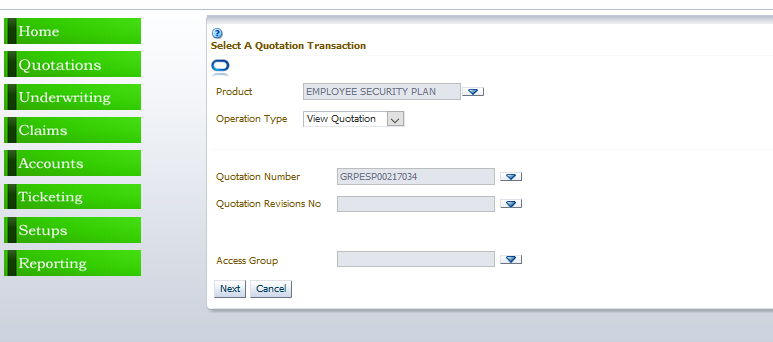 Home
Quotations
Underwriting
Claims
Accounts
Ticketing
Setups
Reporting
?
Select A Quotation Transaction
Product EMPLOYEE SECURITY PLAN
Operation Type View Quotation
Quotation Number GRPESP00217034
Quotation Revisions No
Access Group
Next Cancel